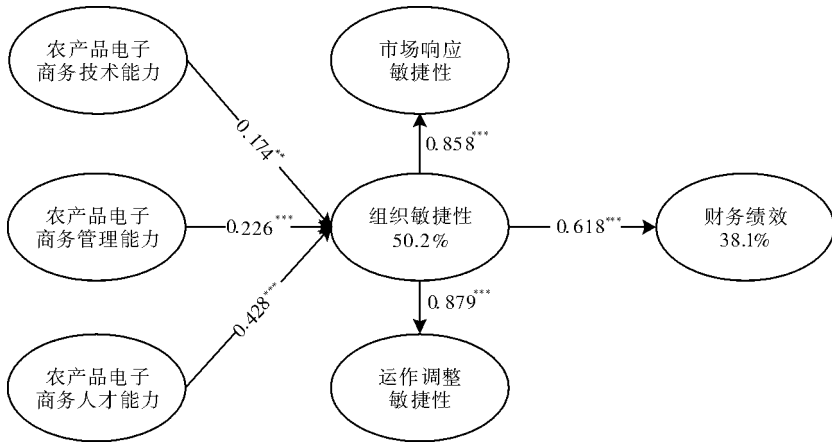 农产品电子
商务技术能力
市场响应
敏捷性
0.174**
0.858***
农产品电子
商务管理能力
0.226***
组织敏捷性
50.2%
0.618***
财务绩效
38.1%
0.428***
0.879***
农产品电子
商务人才能力
运作调整
敏捷性